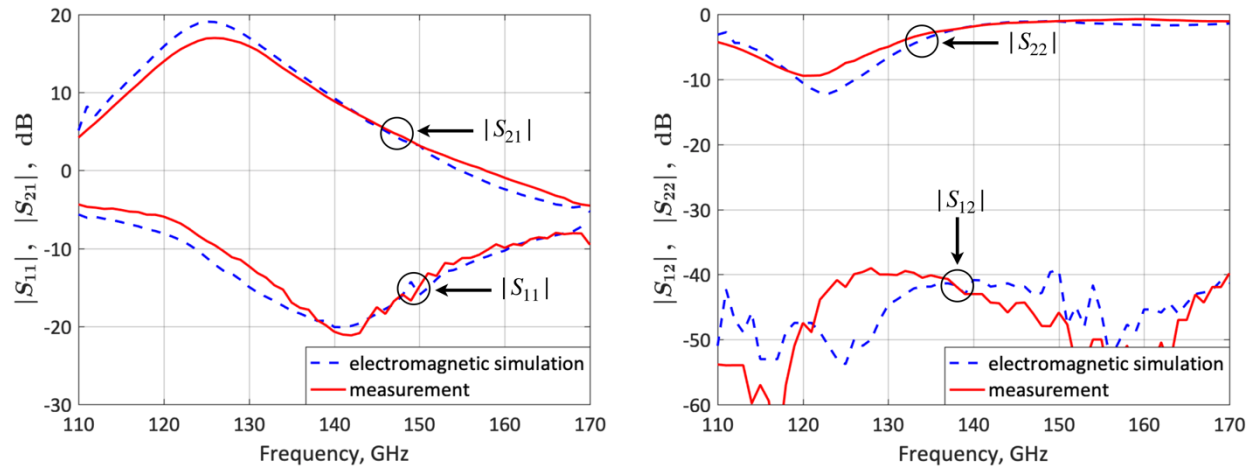 20
10
0
-10
-20
-30
|S11|, |S21|, dB
110
120
130
140
150
160
170
Frequency, GHz
|S21|
|S11|
electromagnetic simulation
measurement
0
-10
-20
-30
-40
-50
-60
|S12|, |S22|, dB
110
120
130
140
150
160
170
Frequency, GHz
|S22|
|S12|
electromagnetic simulation
measurement